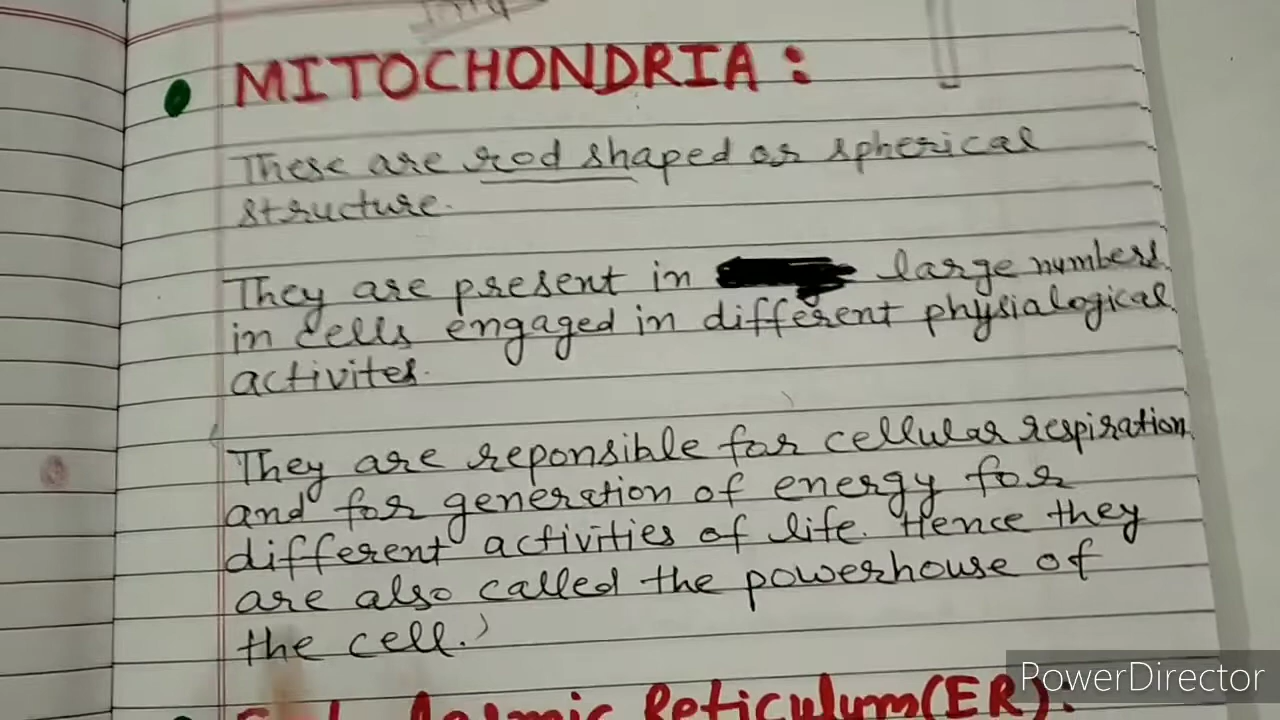 MITOCHONDRIA :
These are rod shaped or spherical
structure.
They are present in large numbers
in cells engaged in different physialogical
activites.
They are reponsible for cellular respiration
and for generation of energy for
different activities of life. Hence they
are also called the powerhouse of
the cell.)
Reticulum(ER):
PowerDirector